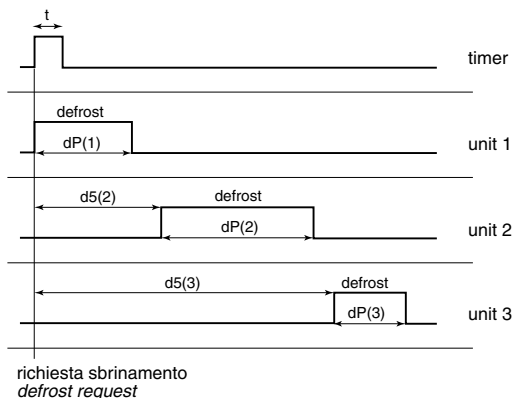 t
timer
defrost
dP(1)
unit 1
d5(2)
defrost
dP(2)
unit 2
d5(3)
defrost
dP(3)
unit 3
richiesta sbrinamento
defrost request